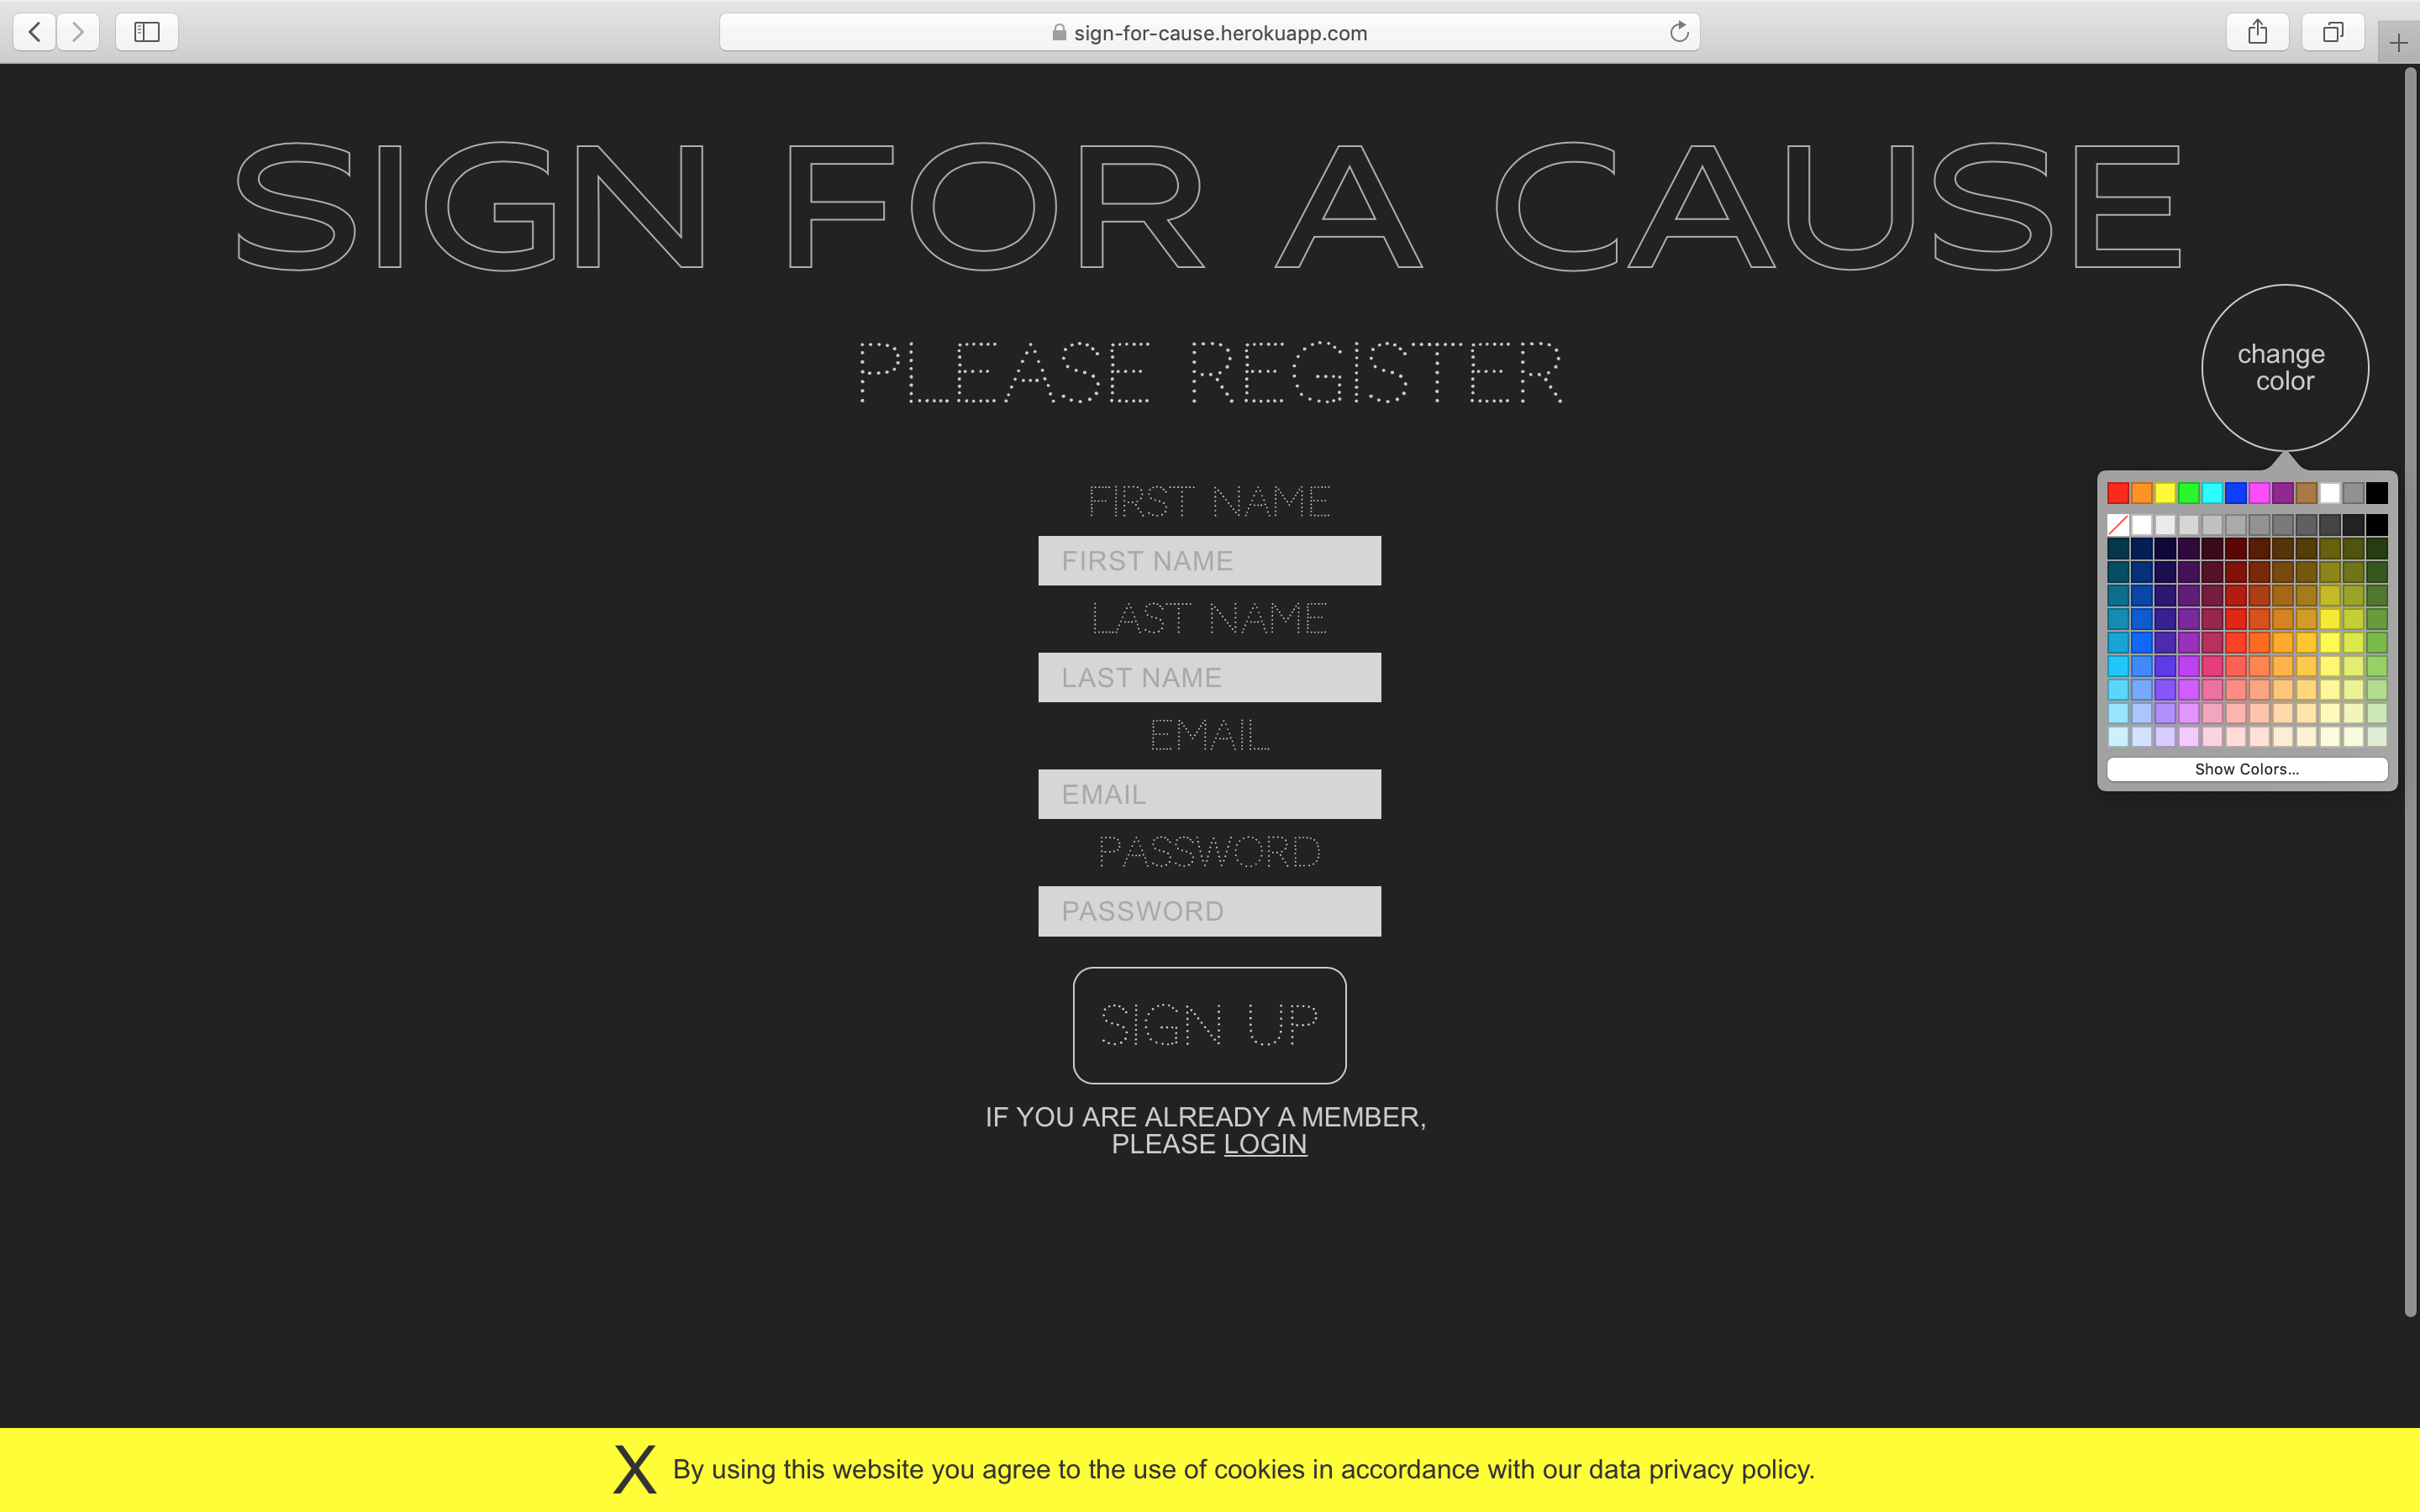 sign-for-cause.herokuapp.com
SIGN FOR A CAUSE
PLEASE REGISTER
change
color
FIRST NAME
FIRST NAME
LAST NAME
LAST NAME
EMAIL
EMAIL
PASSWORD
PASSWORD
Show Colors...
SIGN UP
IF YOU ARE ALREADY A MEMBER,
PLEASE LOGIN
X By using this website you agree to the use of cookies in accordance with our data privacy policy.